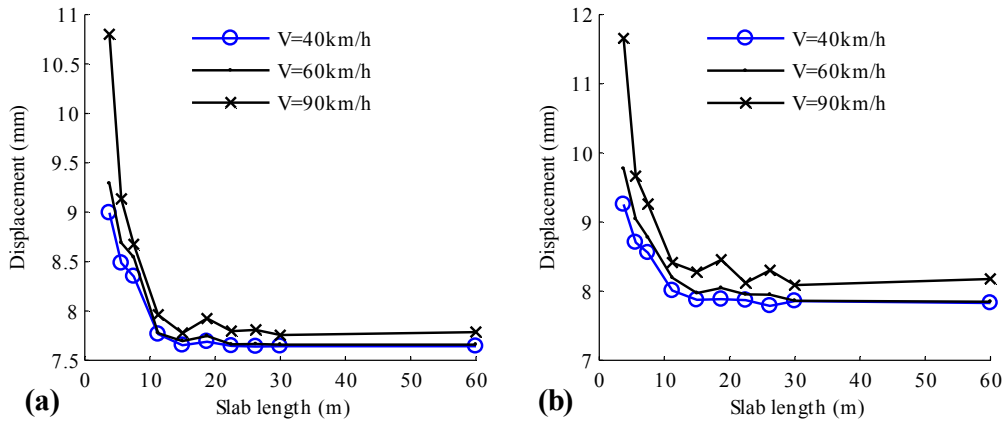 11
10.5
10
9.5
9
8.5
8
7.5
Displacement (mm)
V=40km/h
V=60km/h
V=90km/h
0 10 20 30 40 50 60
Slab length (m)
(a)
12
11
10
9
8
7
Displacement (mm)
V=40km/h
V=60km/h
V=90km/h
0 10 20 30 40 50 60
Slab length (m)
(b)